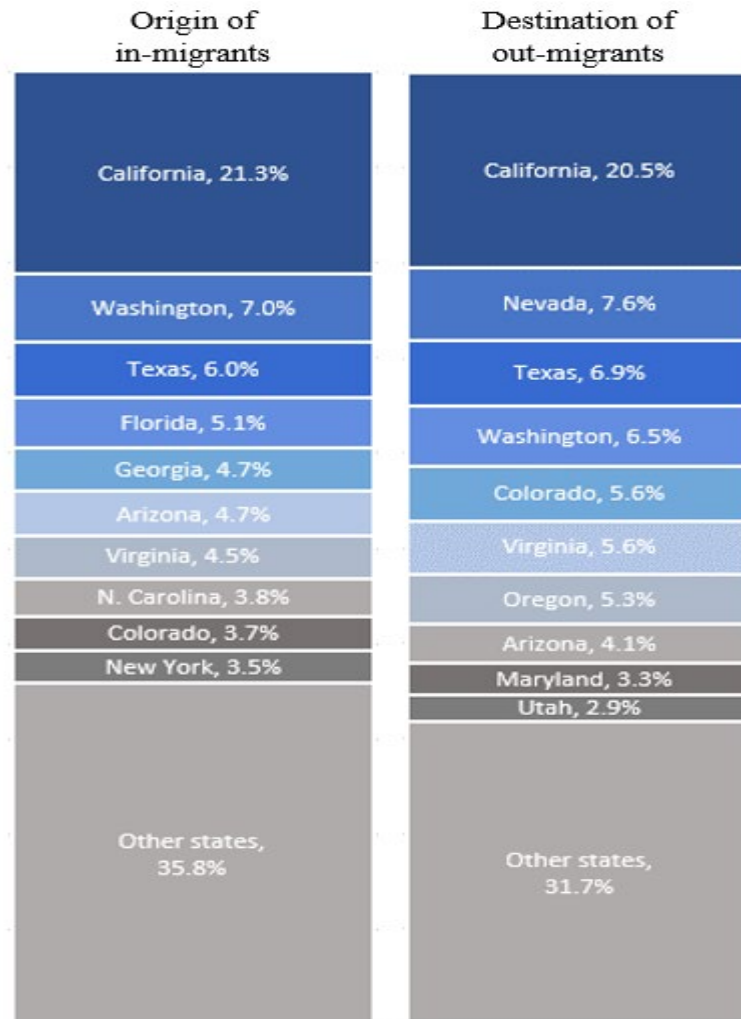 Origin of
in-migrants
California, 21.3%
Washington, 7.0%
Texas, 6.0%
Florida, 5.1%
Georgia, 4.7%
Arizona, 4.7%
Virginia, 4.5%
N. Carolina, 3.8%
Colorado, 3.7%
New York, 3.5%
Other states,
35.8%
Destination of
out-migrants
California, 20.5%
Nevada, 7.6%
Texas, 6.9%
Washington, 6.5%
Colorado, 5.6%
Virginia, 5.6%
Oregon, 5.3%
Arizona, 4.1%
Maryland, 3.3%
Utah, 2.9%
Other states,
31.7%